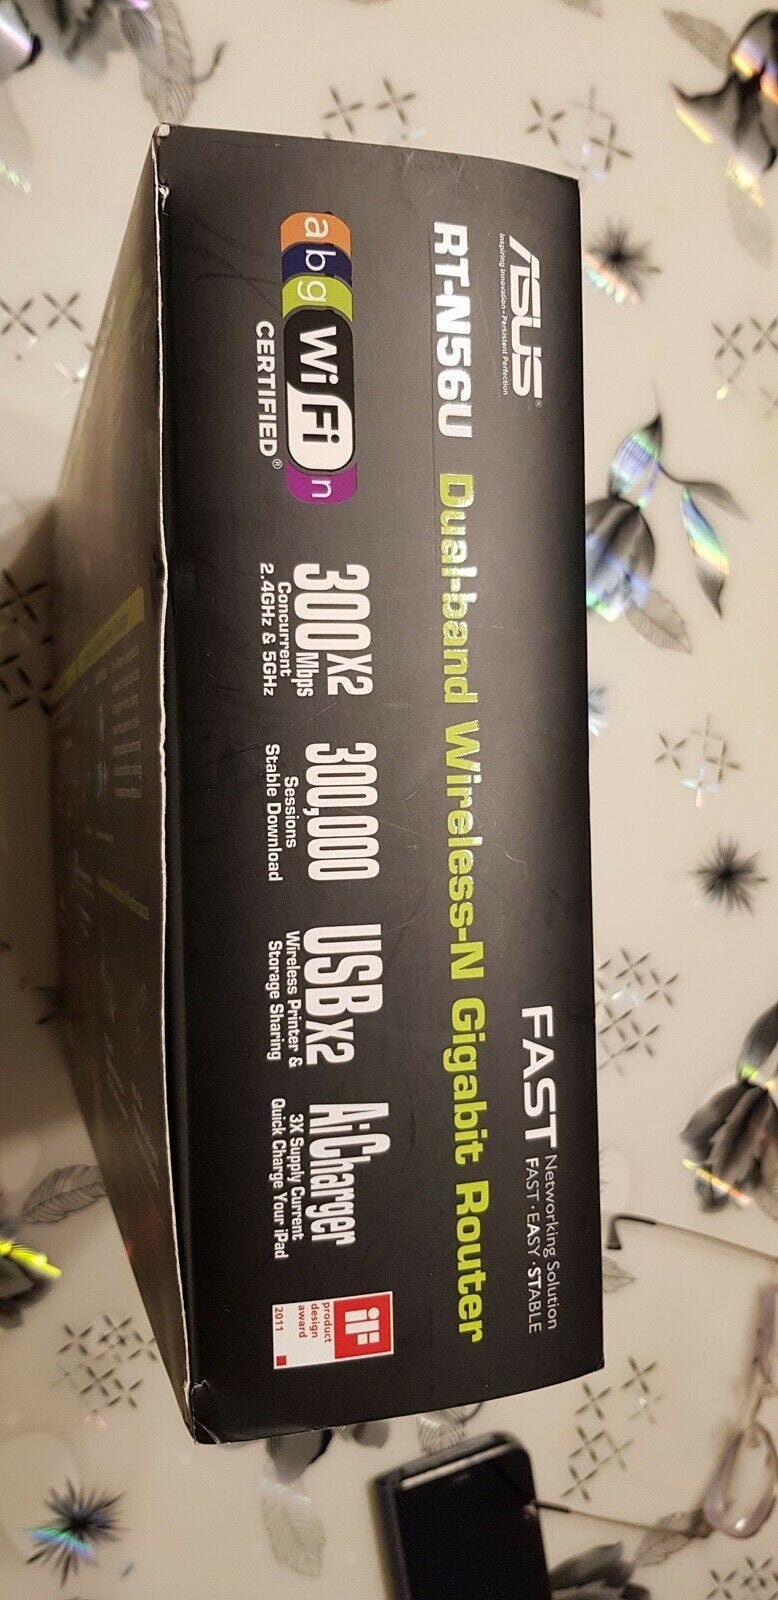 ASUS®
Inspiring Innovation • Persistent Perfection
FAST Networking Solution
FAST · EASY · STABLE
RT-N56U Dual-band Wireless-N Gigabit Router
a b g Wi Fi n
CERTIFIED®
300X2
Mbps
Concurrent
2.4GHz & 5GHz
300,000
Sessions
Stable Download
USBX2
Wireless Printer &
Storage Sharing
Ai Charger
3X Supply Current
Quick Charge Your iPad
iF
product
design
award
2011